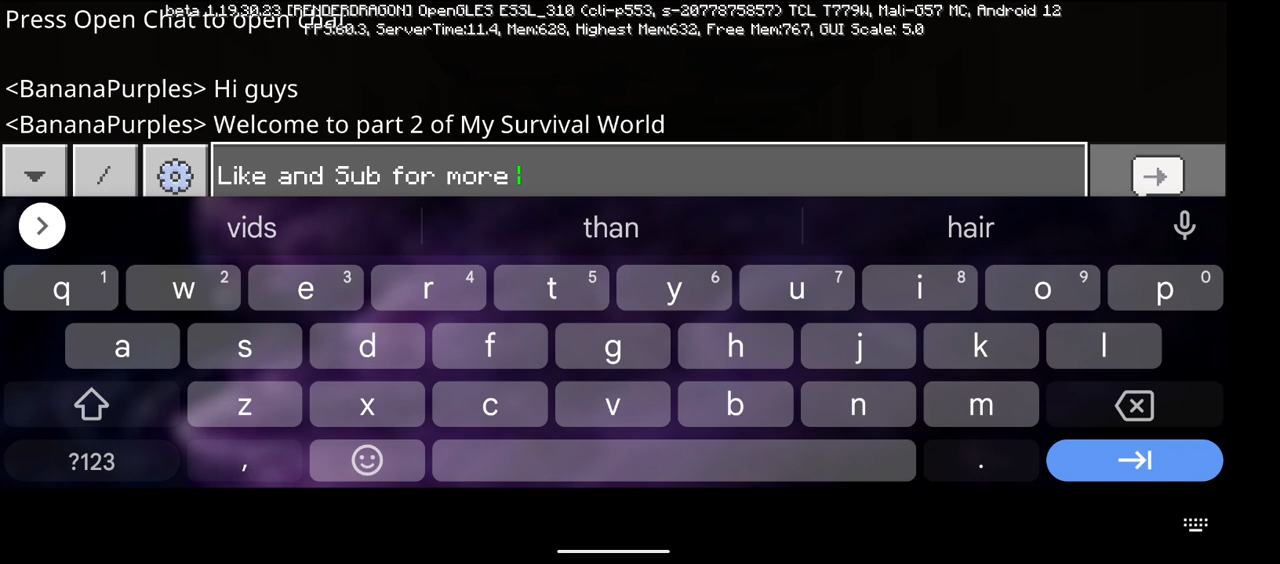 beta 1.19.30.23 [RENDERDRAGON] OpenGLES ESSL_310 (cli-p553, s-2077875857) TCL T779W, Mali-G57 MC, Android 12
Press Open Chat to open chat
FPS:60.3, ServerTime:11.4, Mem:628, Highest Mem:632, Free Mem:767, GUI Scale: 5.0
<BananaPurples> Hi guys
<BananaPurples> Welcome to part 2 of My Survival World
/ Like and Sub for more
vids than hair
q 1 w 2 e 3 r 4 t 5 y 6 u 7 i 8 o 9 p 0
a s d f g h j k l
z x c v b n m
?123 , .